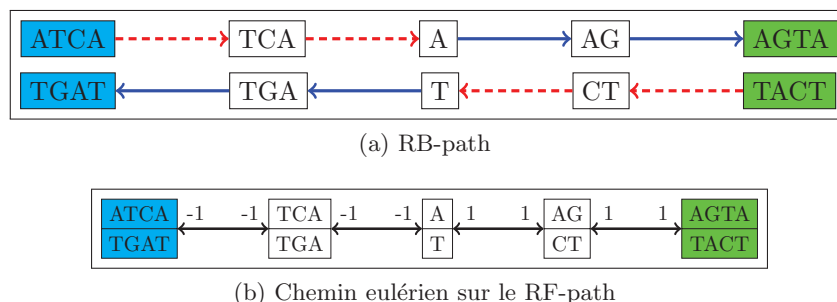 ATCA TCA A AG AGTA
TGAT TGA T CT TACT
(a) RB-path
ATCA -1 -1 TCA -1 -1 A 1 1 AG 1 1 AGTA
TGAT TGA T CT TACT
(b) Chemin eulérien sur le RF-path